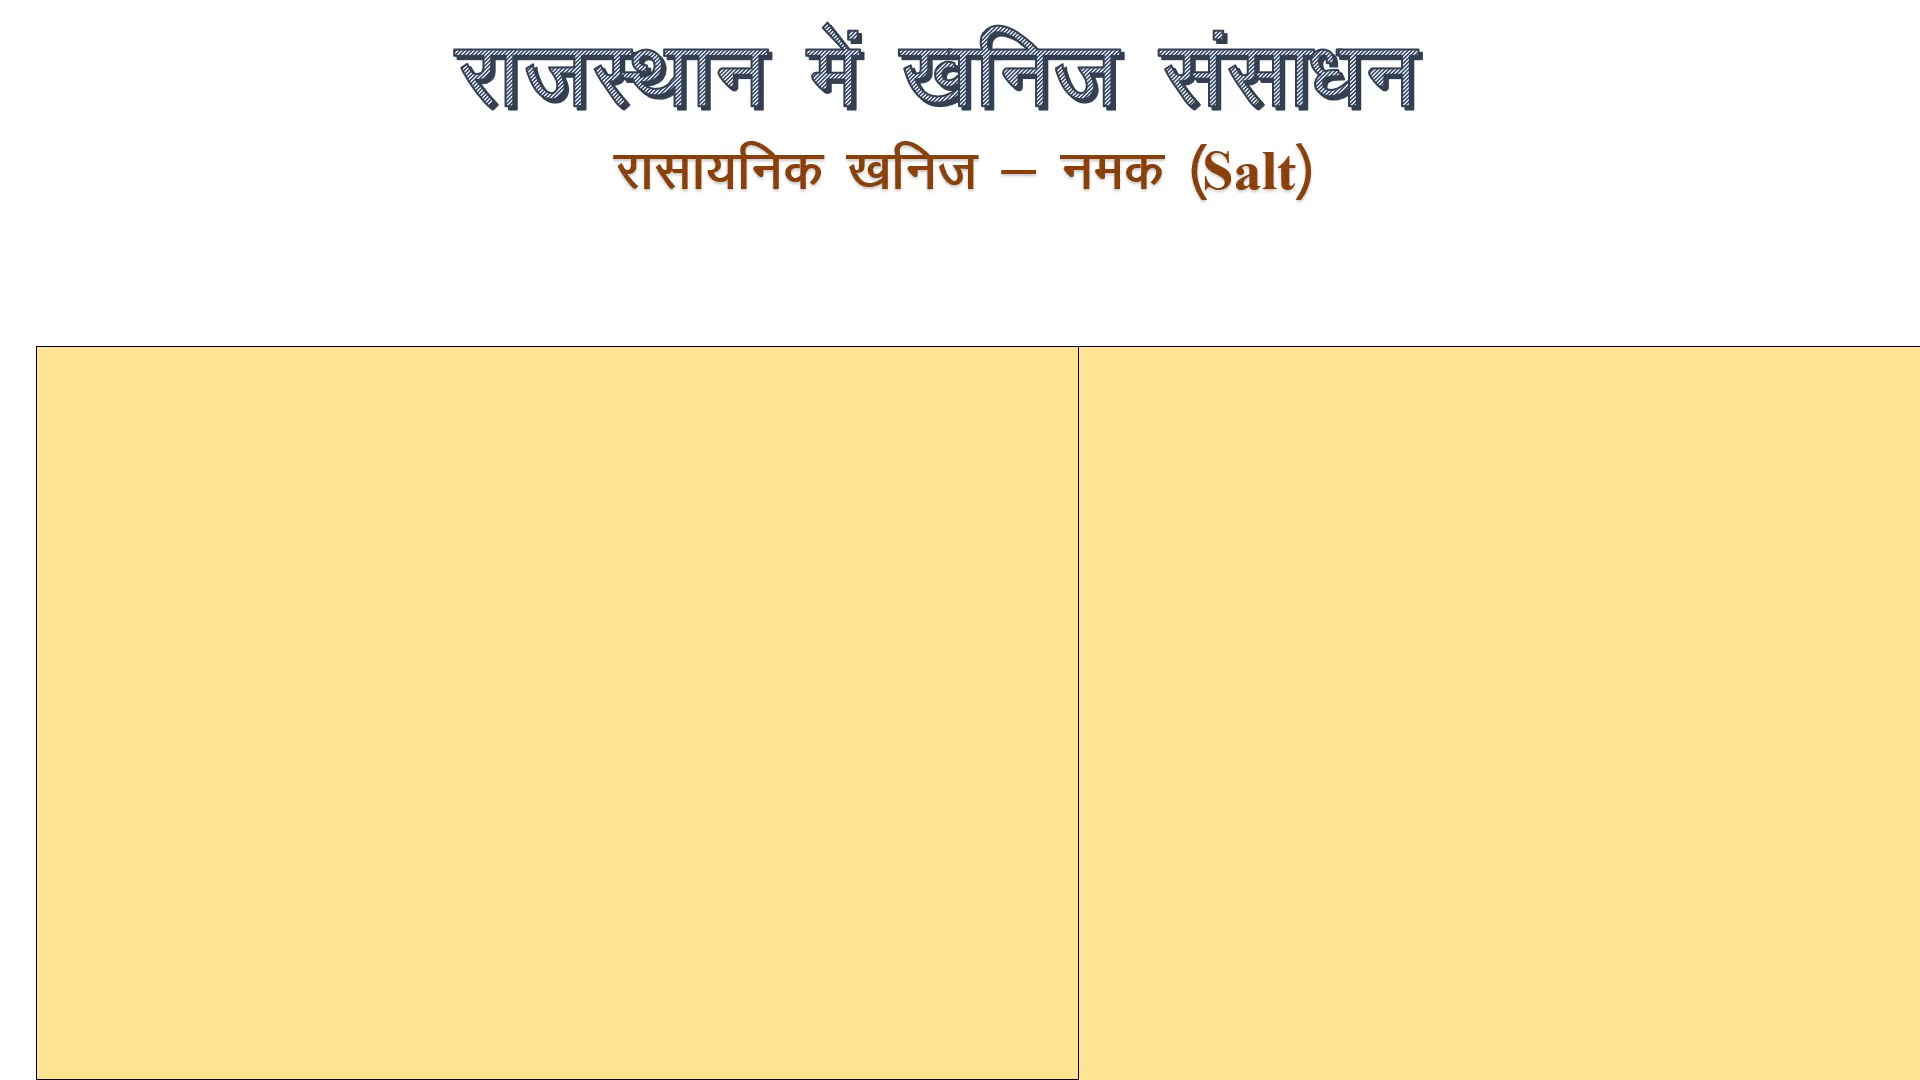 राजस्थान में खनिज संसाधन
रासायनिक खनिज – नमक (Salt)